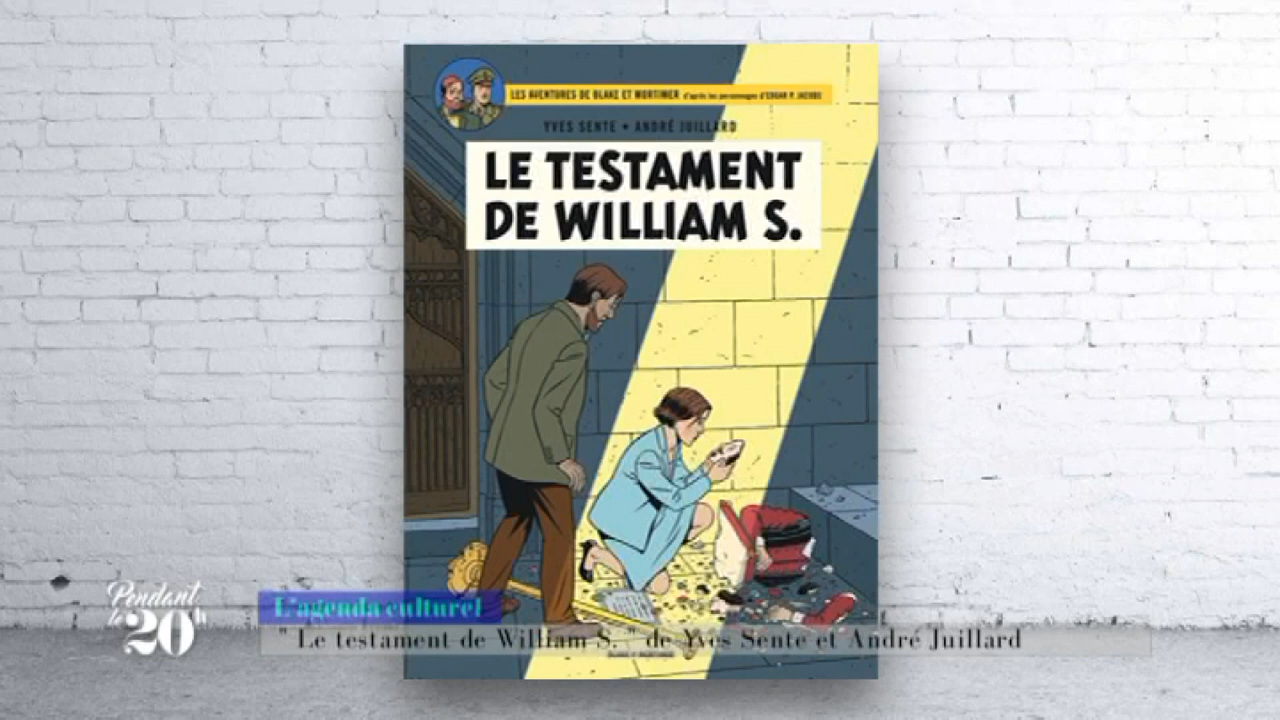 LES AVENTURES DE BLAKE ET MORTIMER d'après les personnages d'EDGAR P. JACOBS
YVES SENTE • ANDRÉ JUILLARD
LE TESTAMENT
DE WILLIAM S.
Pendant
le 20h
L'agenda culturel
" Le testament de William S. " de Yves Sente et André Juillard